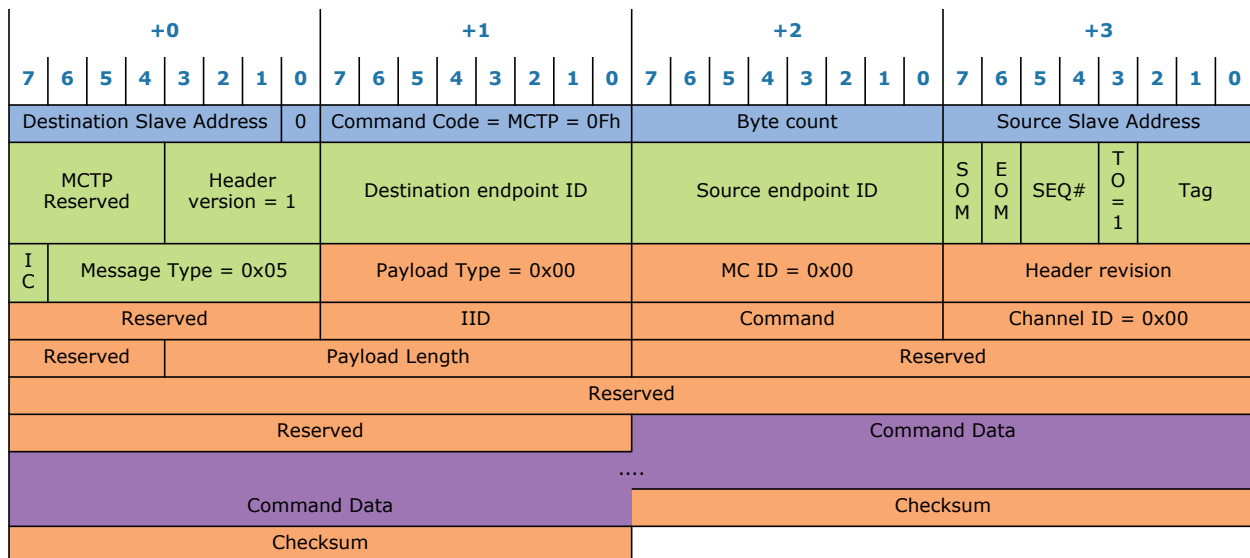 +0 +1 +2 +3
7 6 5 4 3 2 1 0 7 6 5 4 3 2 1 0 7 6 5 4 3 2 1 0 7 6 5 4 3 2 1 0
Destination Slave Address 0 Command Code = MCTP = 0Fh Byte count Source Slave Address
MCTP
Reserved
Header
version = 1
Destination endpoint ID
Source endpoint ID
S
O
M
E
O
M
SEQ#
T
O
=
1
Tag
I
C
Message Type = 0x05 Payload Type = 0x00 MC ID = 0x00 Header revision
Reserved IID Command Channel ID = 0x00
Reserved Payload Length Reserved
Reserved
Reserved Command Data
....
Command Data Checksum
Checksum